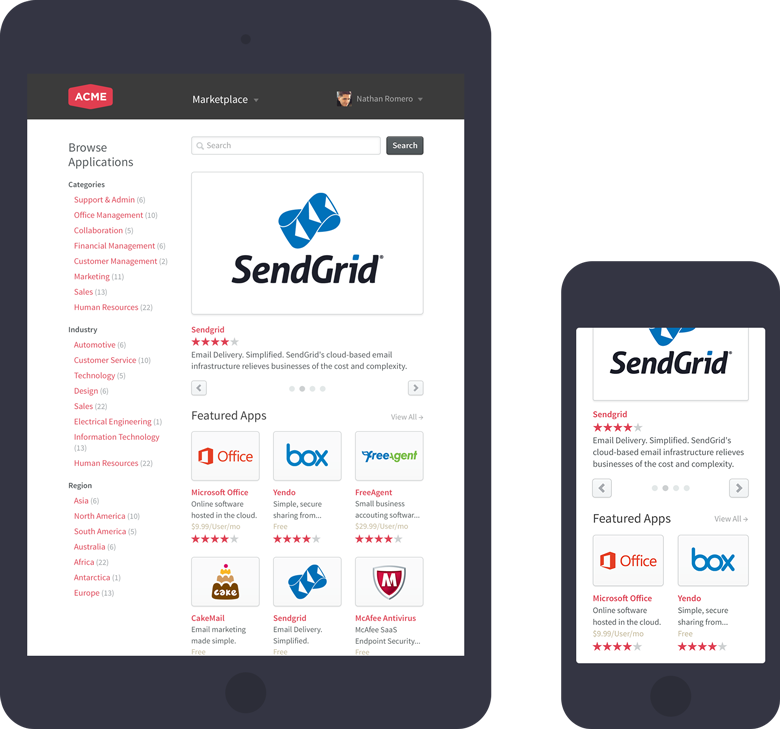 ACME
Marketplace
Nathan Romero
Browse
Applications
Categories
Support & Admin (6)
Office Management (10)
Collaboration (5)
Financial Management (6)
Customer Management (2)
Marketing (11)
Sales (13)
Human Resources (22)
Industry
Automotive (6)
Customer Service (10)
Technology (5)
Design (6)
Sales (22)
Electrical Engineering (1)
Information Technology
(13)
Human Resources (22)
Region
Asia (6)
North America (10)
South America (5)
Australia (6)
Africa (22)
Antarctica (1)
Europe (13)
Search
Search
SendGrid®
Sendgrid
Email Delivery. Simplified. SendGrid's cloud-based email
infrastructure relieves businesses of the cost and complexity.
Featured Apps
View All →
Office
box
FreeAgent
Microsoft Office
Online software
hosted in the cloud.
$9.99/User/mo
Yendo
Simple, secure
sharing from...
Free
FreeAgent
Small business
accouting softwar...
$29.99/User/mo
cake
M
CakeMail
Email marketing
made simple.
Free
Sendgrid
Email Delivery.
Simplified.
Free
McAfee Antivirus
McAfee SaaS
Endpoint Security...
Free
SendGrid®
Sendgrid
Email Delivery. Simplified. SendGrid's
cloud-based email infrastructure relieves
businesses of the cost and complexity.
Featured Apps
View All →
Office
box
Microsoft Office
Online software
hosted in the cloud.
$9.99/User/mo
Yendo
Simple, secure
sharing from...
Free